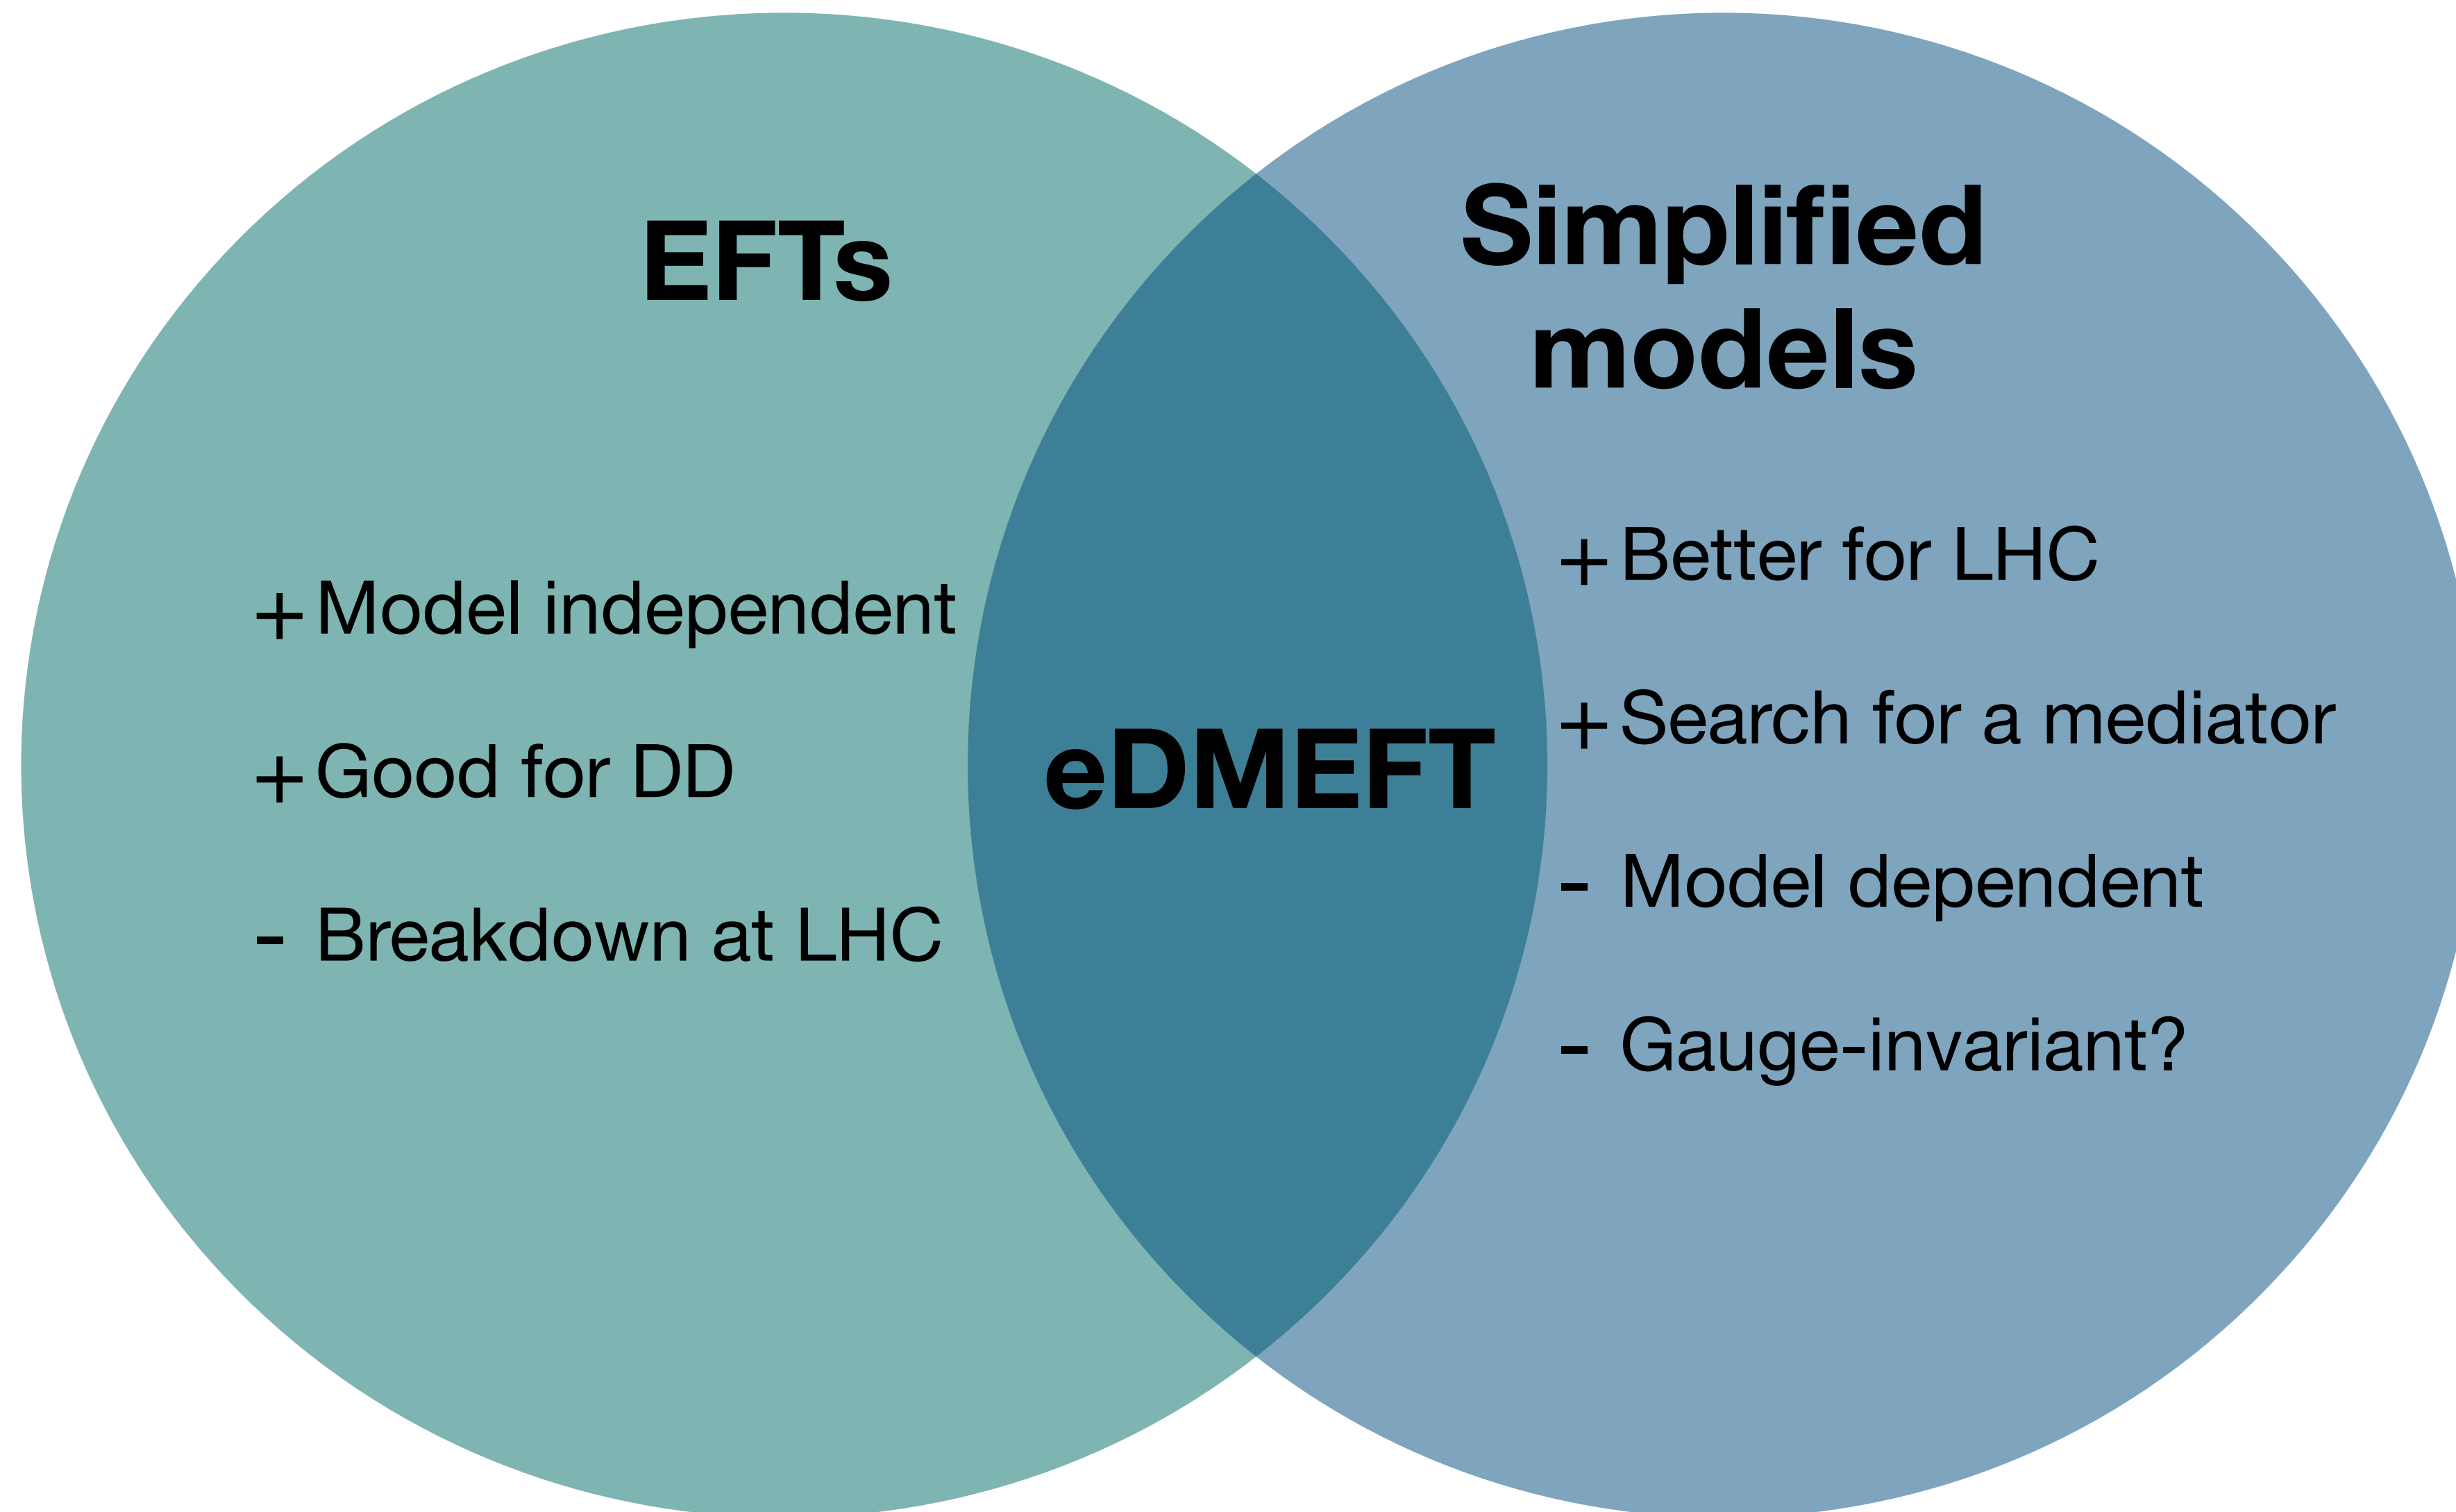 EFTs
+ Model independent
+ Good for DD
- Breakdown at LHC
eDMEFT
Simplified
models
+ Better for LHC
+ Search for a mediator
- Model dependent
- Gauge-invariant?